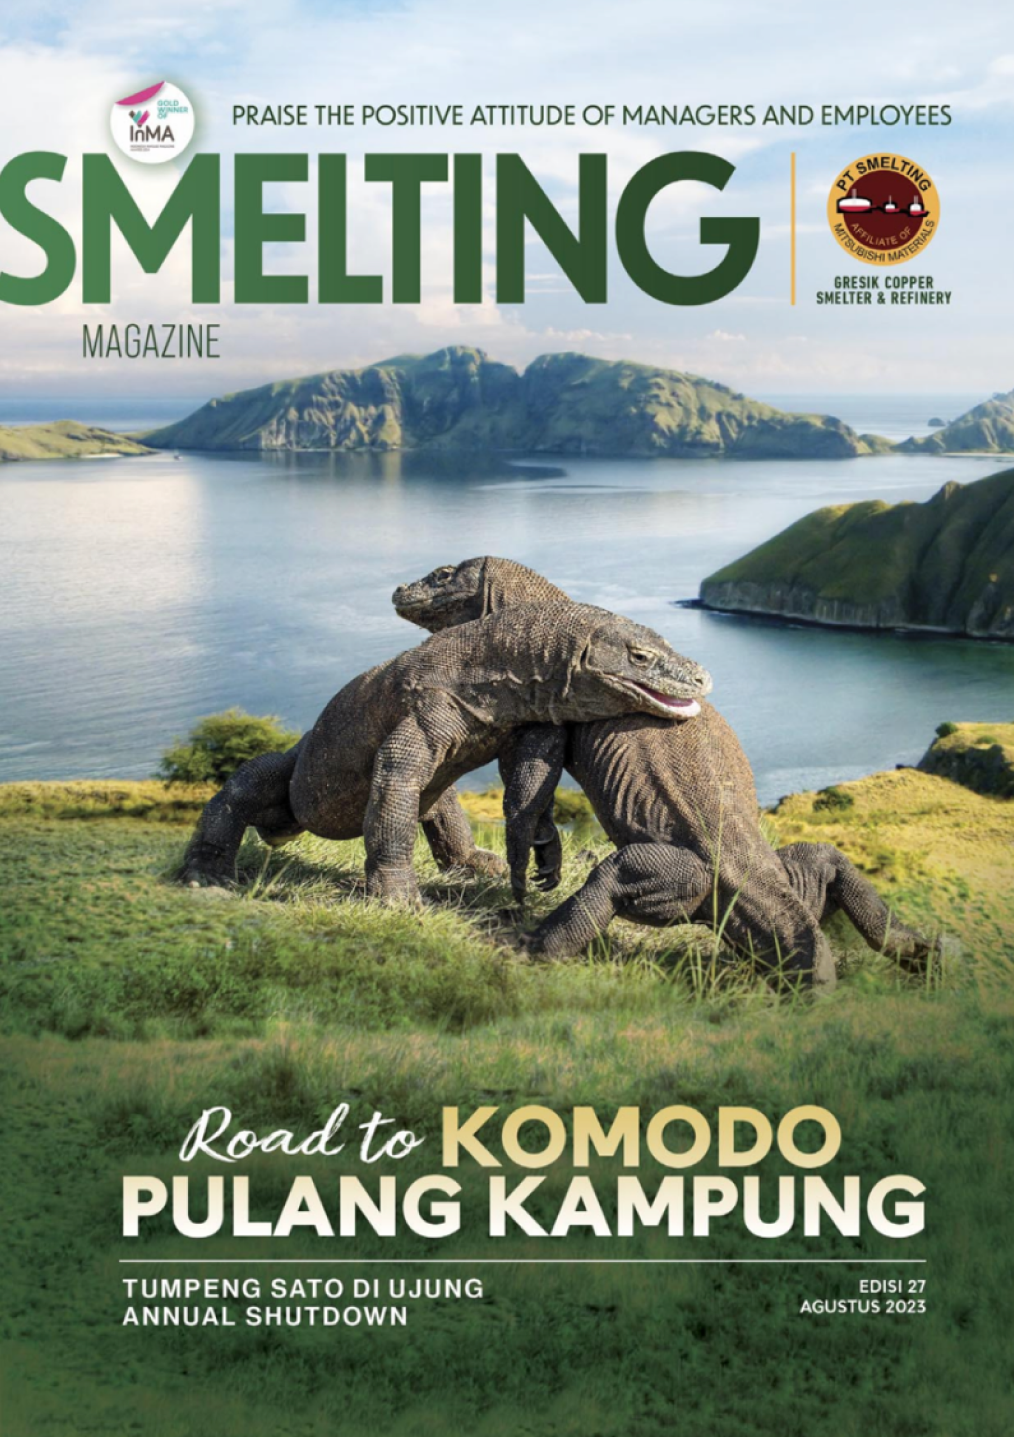 GOLD
WINNER
OF
InMA
PRAISE THE POSITIVE ATTITUDE OF MANAGERS AND EMPLOYEES
SMELTING
MAGAZINE
PT SMELTING
AFFILIATE OF
MITSUBISHI MATERIALS
GRESIK COPPER
SMELTER & REFINERY
Road to KOMODO
PULANG KAMPUNG
TUMPENG SATO DI UJUNG
ANNUAL SHUTDOWN
EDISI 27
AGUSTUS 2023